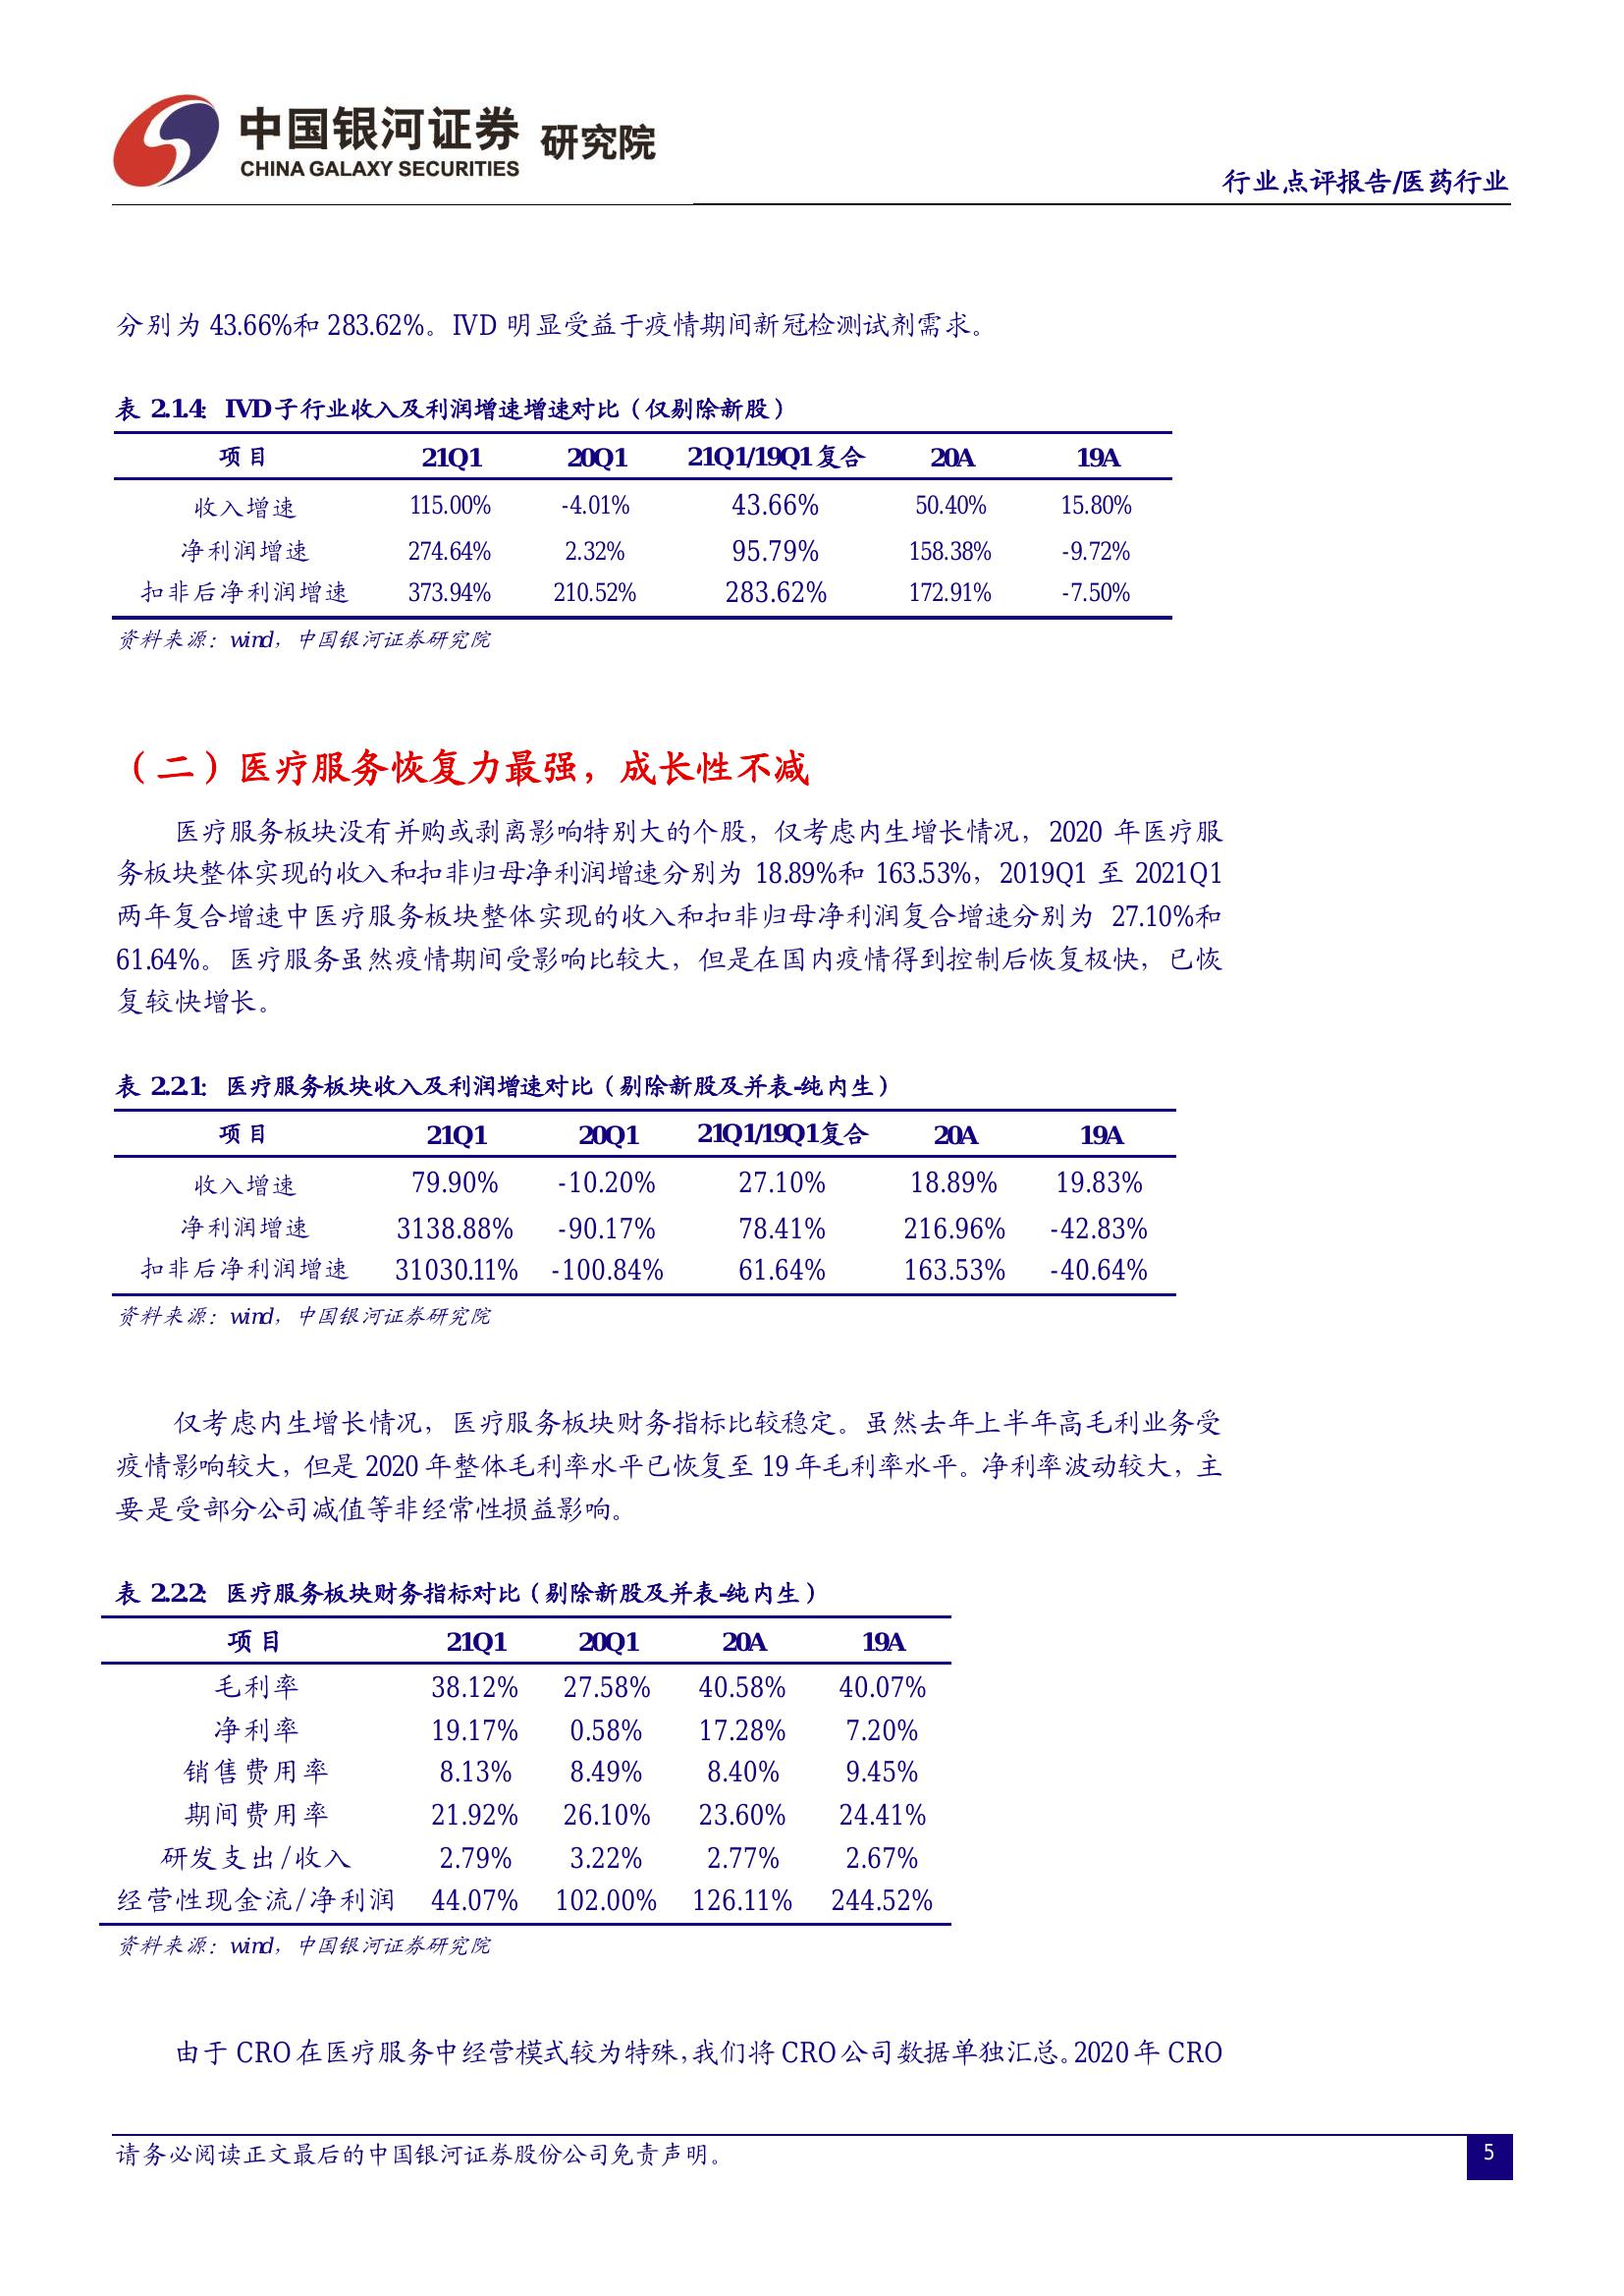 中国银河证券 研究院
CHINA GALAXY SECURITIES
行业点评报告/医药行业
分别为 43.66%和 283.62%。IVD 明显受益于疫情期间新冠检测试剂需求。
表 2.1.4: IVD 子行业收入及利润增速增速对比（仅剔除新股）
项目 21Q1 20Q1 21Q1/19Q1 复合 20A 19A
收入增速 115.00% -4.01% 43.66% 50.40% 15.80%
净利润增速 274.64% 2.32% 95.79% 158.38% -9.72%
扣非后净利润增速 373.94% 210.52% 283.62% 172.91% -7.50%
资料来源：wind，中国银河证券研究院
（二）医疗服务恢复力最强，成长性不减
医疗服务板块没有并购或剥离影响特别大的个股，仅考虑内生增长情况，2020 年医疗服
务板块整体实现的收入和扣非归母净利润增速分别为 18.89%和 163.53%，2019Q1 至 2021Q1
两年复合增速中医疗服务板块整体实现的收入和扣非归母净利润复合增速分别为 27.10%和
61.64%。医疗服务虽然疫情期间受影响比较大，但是在国内疫情得到控制后恢复极快，已恢
复较快增长。
表 2.2.1: 医疗服务板块收入及利润增速对比（剔除新股及并表-纯内生）
项目 21Q1 20Q1 21Q1/19Q1 复合 20A 19A
收入增速 79.90% -10.20% 27.10% 18.89% 19.83%
净利润增速 3138.88% -90.17% 78.41% 216.96% -42.83%
扣非后净利润增速 31030.11% -100.84% 61.64% 163.53% -40.64%
资料来源：wind，中国银河证券研究院
仅考虑内生增长情况，医疗服务板块财务指标比较稳定。虽然去年上半年高毛利业务受
疫情影响较大，但是 2020 年整体毛利率水平已恢复至 19 年毛利率水平。净利率波动较大，主
要是受部分公司减值等非经常性损益影响。
表 2.2.2: 医疗服务板块财务指标对比（剔除新股及并表-纯内生）
项目 21Q1 20Q1 20A 19A
毛利率 38.12% 27.58% 40.58% 40.07%
净利率 19.17% 0.58% 17.28% 7.20%
销售费用率 8.13% 8.49% 8.40% 9.45%
期间费用率 21.92% 26.10% 23.60% 24.41%
研发支出/收入 2.79% 3.22% 2.77% 2.67%
经营性现金流/净利润 44.07% 102.00% 126.11% 244.52%
资料来源：wind，中国银河证券研究院
由于 CRO 在医疗服务中经营模式较为特殊，我们将 CRO 公司数据单独汇总。2020 年 CRO
请务必阅读正文最后的中国银河证券股份公司免责声明。 5